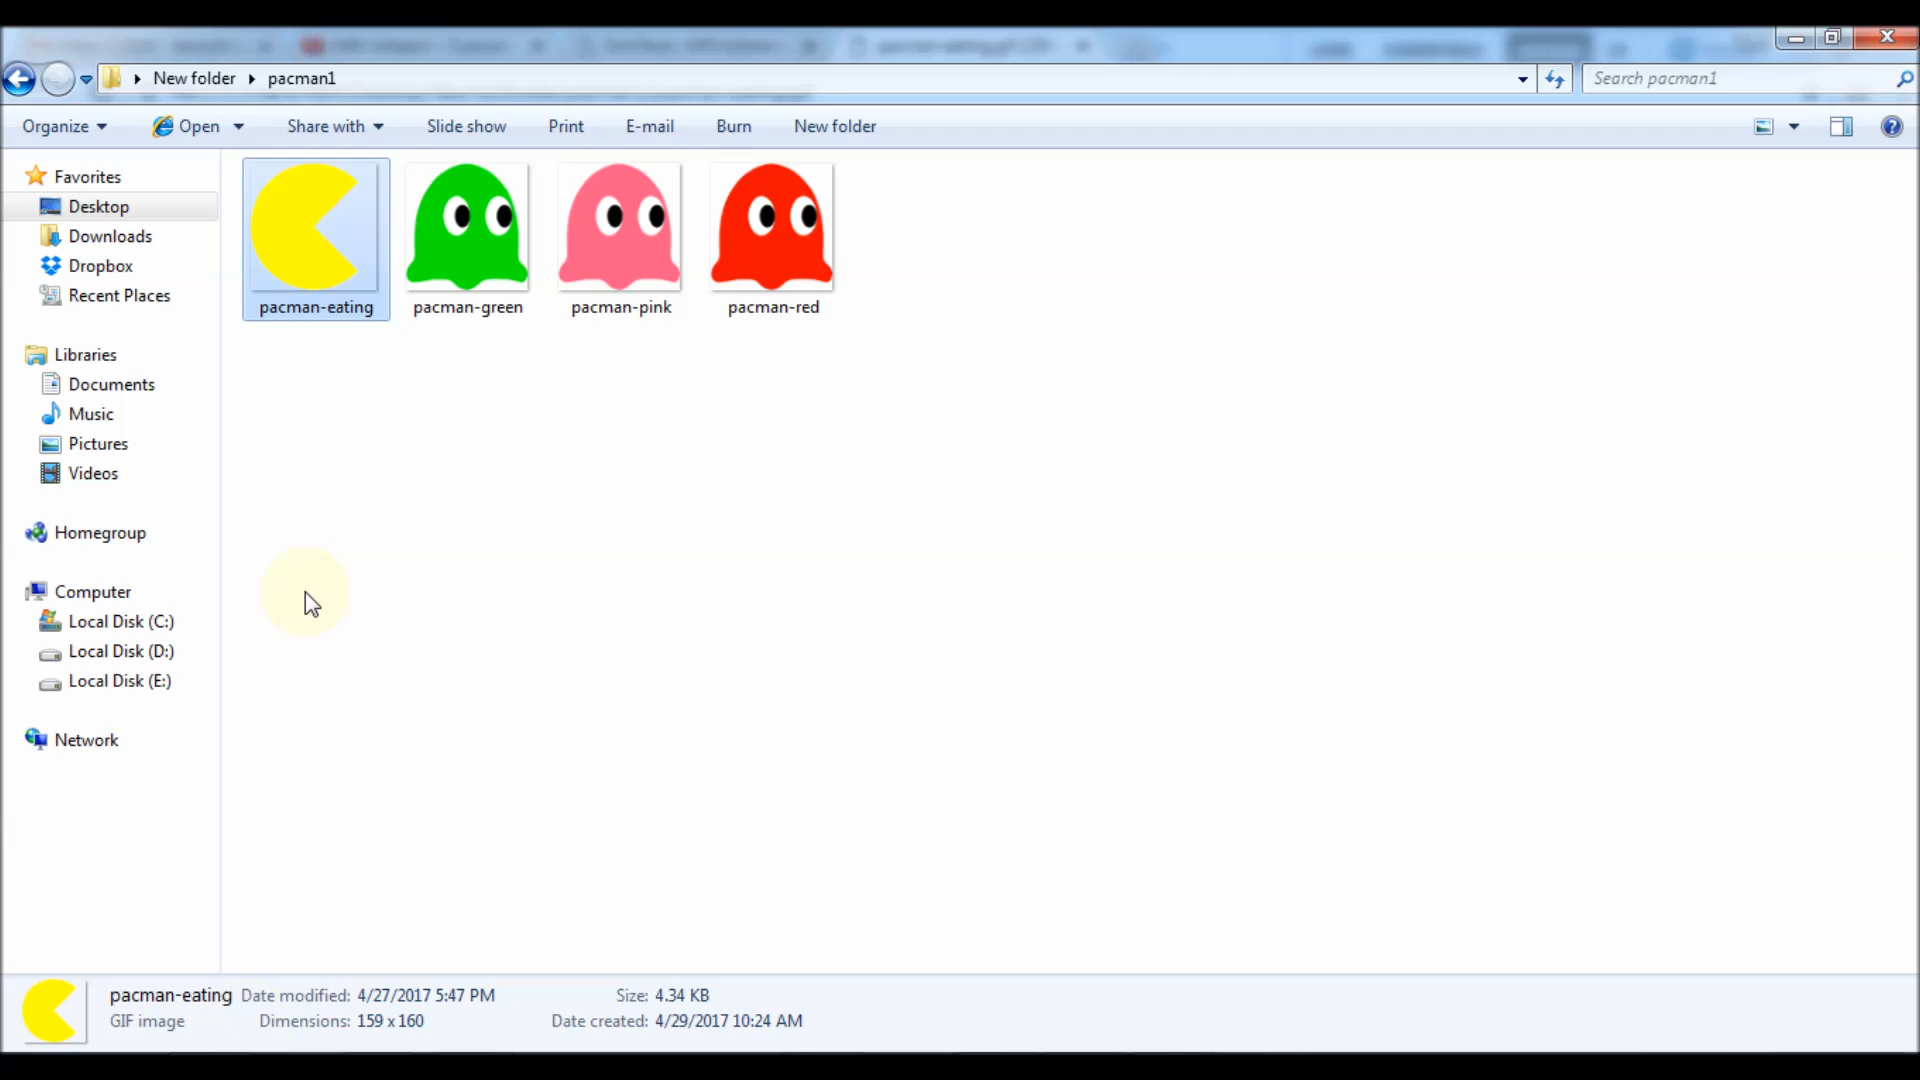 New folder pacman1
Search pacman1
Organize Open Share with Slide show Print E-mail Burn New folder
Favorites
Desktop
Downloads
Dropbox
Recent Places
Libraries
Documents
Music
Pictures
Videos
Homegroup
Computer
Local Disk (C:)
Local Disk (D:)
Local Disk (E:)
Network
pacman-eating pacman-green pacman-pink pacman-red
pacman-eating Date modified: 4/27/2017 5:47 PM Size: 4.34 KB
GIF image Dimensions: 159 x 160 Date created: 4/29/2017 10:24 AM